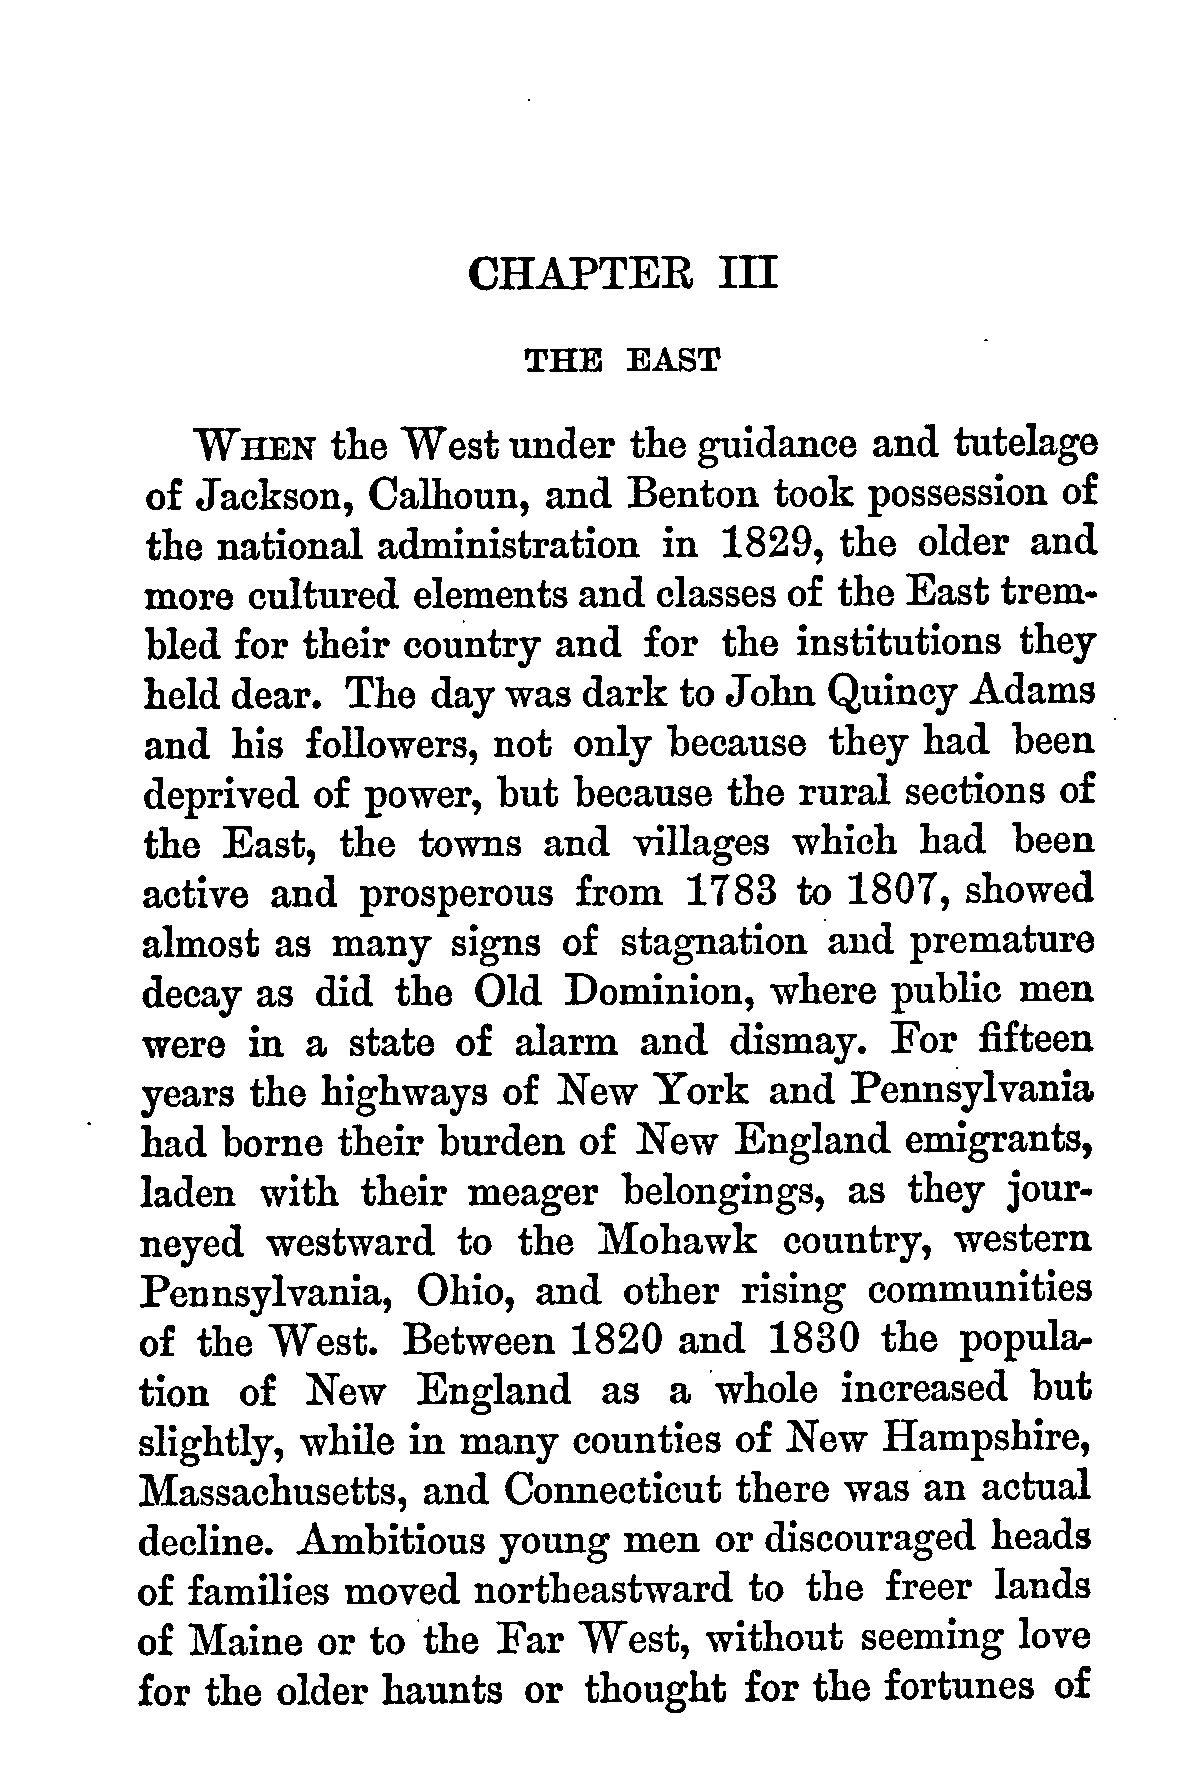 CHAPTER III
THE EAST
WHEN the West under the guidance and tutelage
of Jackson, Calhoun, and Benton took possession of
the national administration in 1829, the older and
more cultured elements and classes of the East trem-
bled for their country and for the institutions they
held dear. The day was dark to John Quincy Adams
and his followers, not only because they had been
deprived of power, but because the rural sections of
the East, the towns and villages which had been
active and prosperous from 1783 to 1807, showed
almost as many signs of stagnation and premature
decay as did the Old Dominion, where public men
were in a state of alarm and dismay. For fifteen
years the highways of New York and Pennsylvania
had borne their burden of New England emigrants,
laden with their meager belongings, as they jour-
neyed westward to the Mohawk country, western
Pennsylvania, Ohio, and other rising communities
of the West. Between 1820 and 1830 the popula-
tion of New England as a whole increased but
slightly, while in many counties of New Hampshire,
Massachusetts, and Connecticut there was an actual
decline. Ambitious young men or discouraged heads
of families moved northeastward to the freer lands
of Maine or to the Far West, without seeming love
for the older haunts or thought for the fortunes of